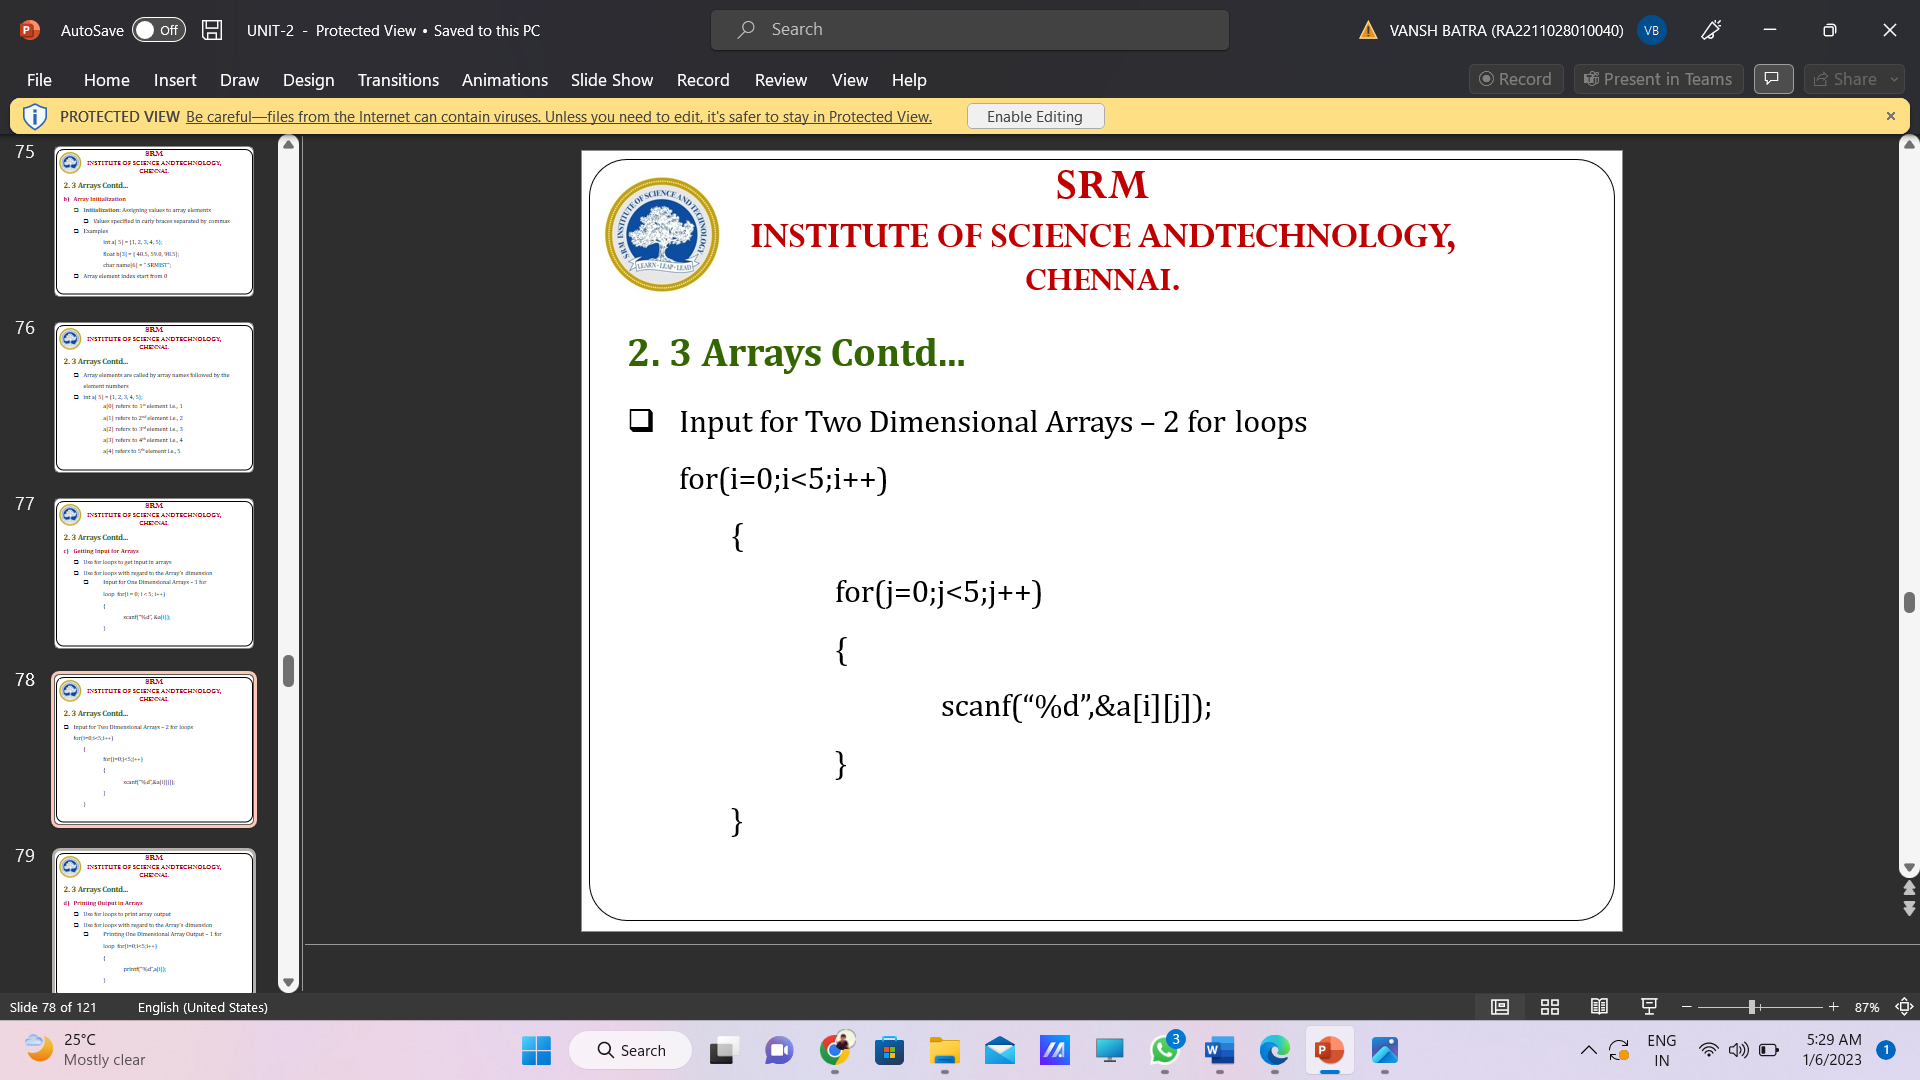 AutoSave
Off
UNIT-2 - Protected View • Saved to this PC
Search
VANSH BATRA (RA2211028010040)
VB
File Home Insert Draw Design Transitions Animations Slide Show Record Review View Help
Record
Present in Teams
Share
PROTECTED VIEW Be careful—files from the Internet can contain viruses. Unless you need to edit, it's safer to stay in Protected View.
Enable Editing
75
SRM
INSTITUTE OF SCIENCE ANDTECHNOLOGY,
CHENNAI.
2. 3 Arrays Contd...
b) Array Initialization
Initialization: Assigning values to array elements
Values specified in curly braces separated by commas
Examples
int a[ 5] = {1, 2, 3, 4, 5};
float b[3] = { 40.5, 59.0, 98.5};
char name[6] = " SRMIST";
Array element index start from 0
76
SRM
INSTITUTE OF SCIENCE ANDTECHNOLOGY,
CHENNAI.
2. 3 Arrays Contd...
Array elements are called by array names followed by the
element numbers
int a[ 5] = {1, 2, 3, 4, 5};
a[0] refers to 1st element i.e., 1
a[1] refers to 2nd element i.e., 2
a[2] refers to 3rd element i.e., 3
a[3] refers to 4th element i.e., 4
a[4] refers to 5th element i.e., 5
77
SRM
INSTITUTE OF SCIENCE ANDTECHNOLOGY,
CHENNAI.
2. 3 Arrays Contd...
c) Getting Input for Arrays
Use for loops to get input in arrays
Use for loops with regard to the Array's dimension
Input for One Dimensional Arrays – 1 for
loop for(i = 0; i < 5; i++)
{
scanf("%d", &a[i]);
}
78
SRM
INSTITUTE OF SCIENCE ANDTECHNOLOGY,
CHENNAI.
2. 3 Arrays Contd...
Input for Two Dimensional Arrays – 2 for loops
for(i=0;i<5;i++)
{
for(j=0;j<5;j++)
{
scanf("%d",&a[i][j]);
}
}
79
SRM
INSTITUTE OF SCIENCE ANDTECHNOLOGY,
CHENNAI.
2. 3 Arrays Contd...
d) Printing Output in Arrays
Use for loops to print array output
Use for loops with regard to the Array's dimension
Printing One Dimensional Array Output – 1 for
loop for(i=0;i<5;i++)
{
printf("%d",a[i]);
}
SRM INSTITUTE OF SCIENCE AND TECHNOLOGY
LEARN - LEAP - LEAD
SRM
INSTITUTE OF SCIENCE ANDTECHNOLOGY,
CHENNAI.
2. 3 Arrays Contd...
❑ Input for Two Dimensional Arrays – 2 for loops
for(i=0;i<5;i++)
{
for(j=0;j<5;j++)
{
scanf(“%d”,&a[i][j]);
}
}
Slide 78 of 121
English (United States)
87%
25°C
Mostly clear
Search
3
ENG
IN
5:29 AM
1/6/2023
1